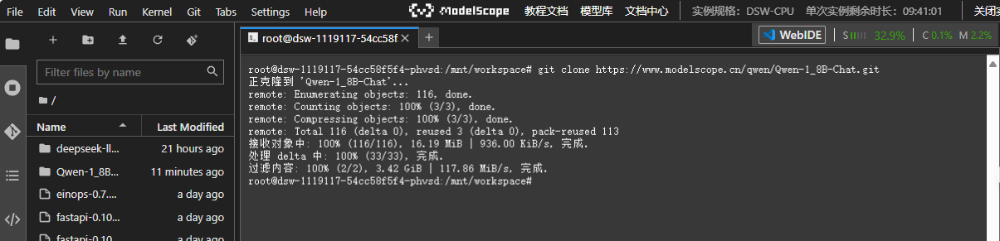 File Edit View Run Kernel Git Tabs Settings Help ModelScope 教程文档 模型库 文档中心 实例规格：DSW-CPU 单次实例剩余时长：09:41:01 关闭实
root@dsw-1119117-54cc58f
WebIDE S 32.9% C 0.1% M 2.2%
Filter files by name
/
Name Last Modified
deepseek-ll... 21 hours ago
Qwen-1_8B... 11 minutes ago
einops-0.7.... a day ago
fastapi-0.10... a day ago
fastapi-0.10... a day ago
root@dsw-1119117-54cc58f5f4-phvsd:/mnt/workspace# git clone https://www.modelscope.cn/qwen/Qwen-1_8B-Chat.git
正克隆到 'Qwen-1_8B-Chat'...
remote: Enumerating objects: 116, done.
remote: Counting objects: 100% (3/3), done.
remote: Compressing objects: 100% (3/3), done.
remote: Total 116 (delta 0), reused 3 (delta 0), pack-reused 113
接收对象中: 100% (116/116), 16.19 MiB | 936.00 KiB/s, 完成.
处理 delta 中: 100% (33/33), 完成.
过滤内容: 100% (2/2), 3.42 GiB | 117.86 MiB/s, 完成.
root@dsw-1119117-54cc58f5f4-phvsd:/mnt/workspace#